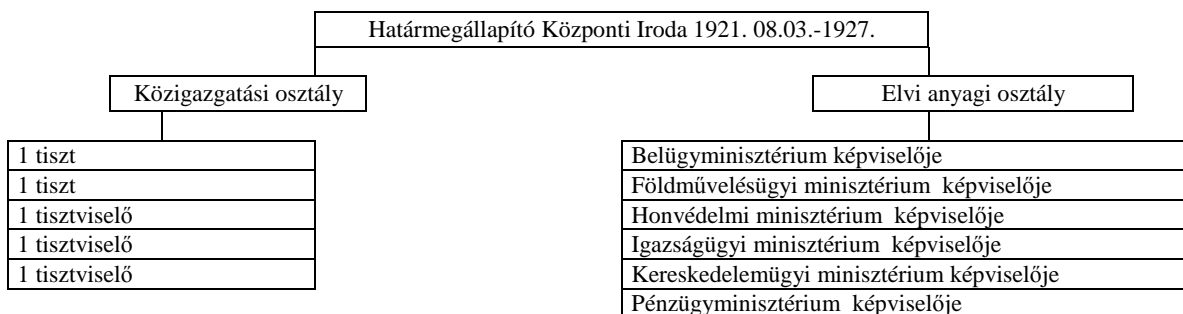 Határmegállapító Központi Iroda 1921. 08.03.-1927.
Közigazgatási osztály
Elvi anyagi osztály
1 tiszt
1 tiszt
1 tisztviselő
1 tisztviselő
1 tisztviselő
Belügyminisztérium képviselője
Földművelésügyi minisztérium képviselője
Honvédelmi minisztérium képviselője
Igazságügyi minisztérium képviselője
Kereskedelemügyi minisztérium képviselője
Pénzügyminisztérium képviselője